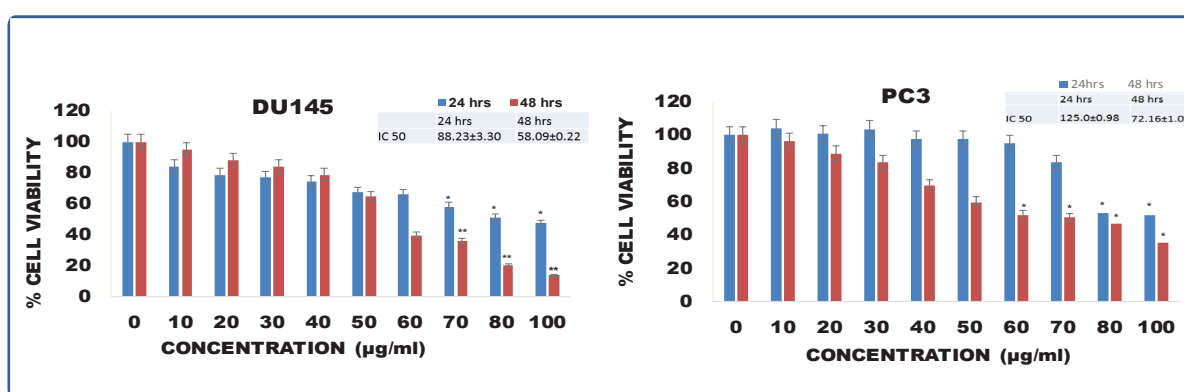 DU145
24 hrs 48 hrs
24 hrs 48 hrs
IC 50 88.23±3.30 58.09±0.22
% CELL VIABILITY
120
100
80
60
40
20
0
* * *
** ** **
0 10 20 30 40 50 60 70 80 100
CONCENTRATION (µg/ml)
PC3
24hrs 48 hrs
24 hrs 48 hrs
IC 50 125.0±0.98 72.16±1.0
% CELL VIABILITY
120
100
80
60
40
20
0
* * * * * *
0 10 20 30 40 50 60 70 80 100
CONCENTRATION (µg/ml)